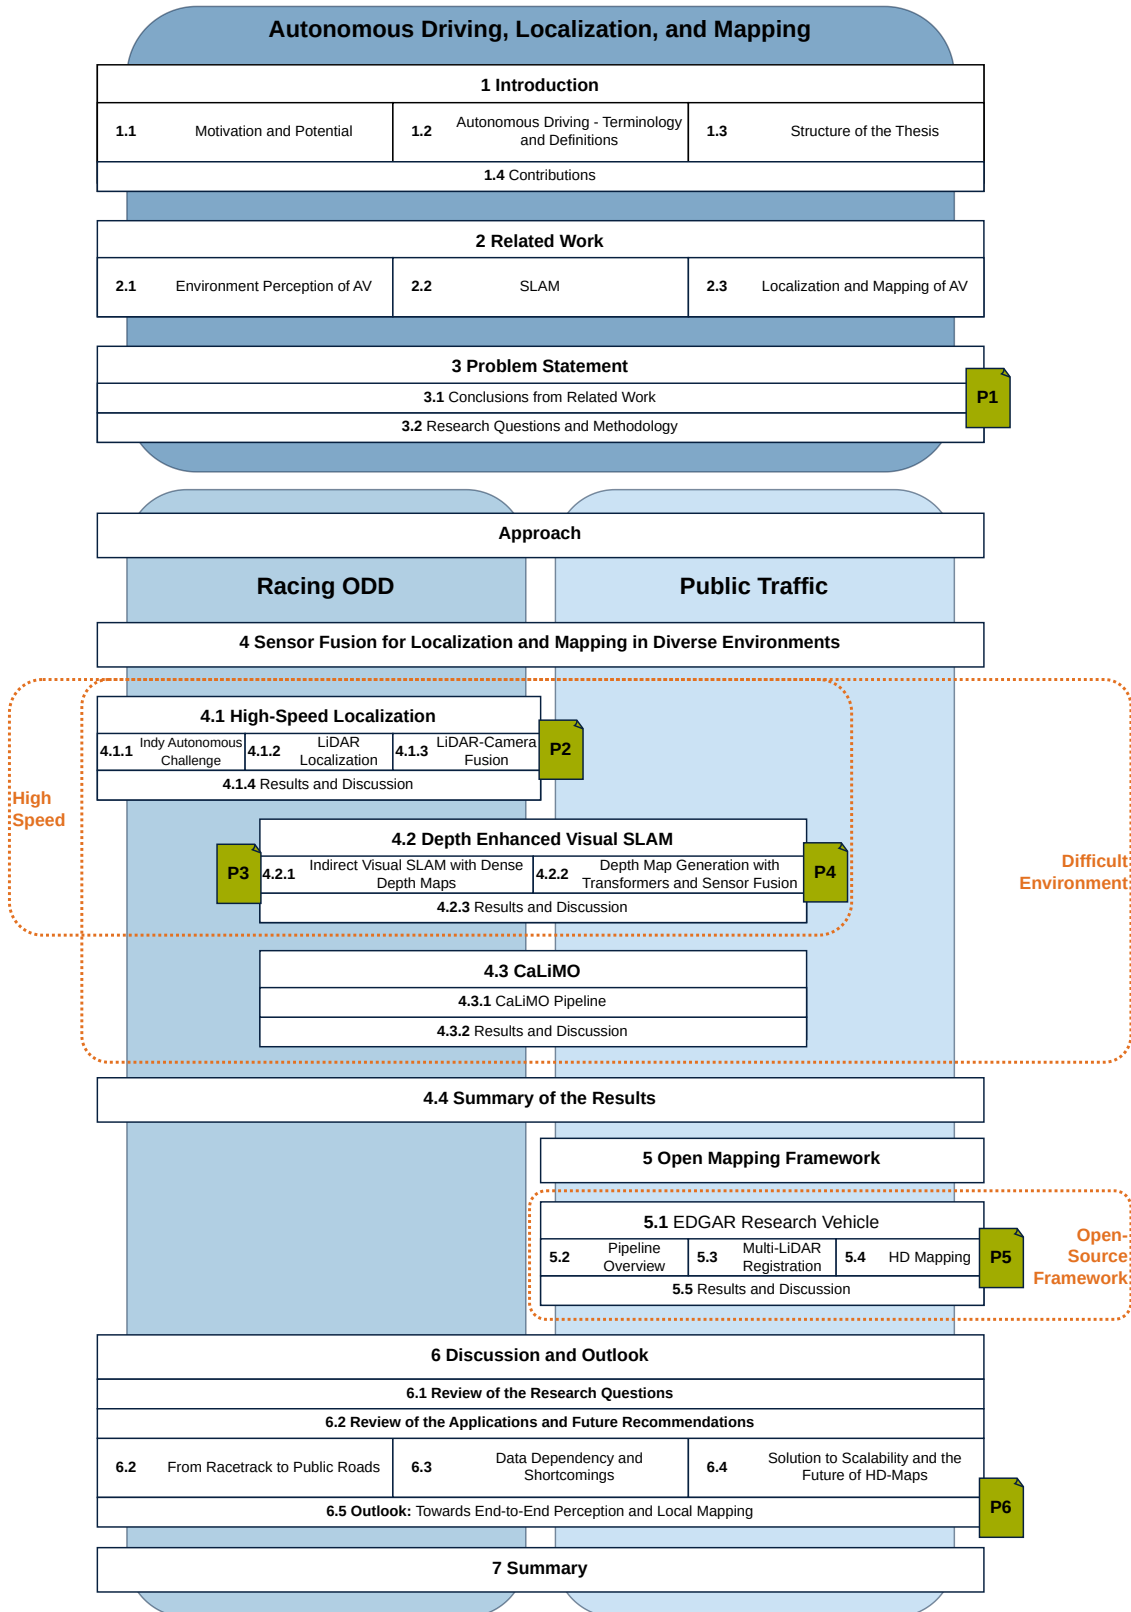 Autonomous Driving, Localization, and Mapping
1 Introduction
1.1 Motivation and Potential
1.2 Autonomous Driving - Terminology
and Definitions
1.3 Structure of the Thesis
1.4 Contributions
2 Related Work
2.1 Environment Perception of AV
2.2 SLAM
2.3 Localization and Mapping of AV
3 Problem Statement
3.1 Conclusions from Related Work
3.2 Research Questions and Methodology
P1
Approach
Racing ODD
Public Traffic
4 Sensor Fusion for Localization and Mapping in Diverse Environments
4.1 High-Speed Localization
4.1.1 Indy Autonomous
Challenge
4.1.2 LiDAR
Localization
4.1.3 LiDAR-Camera
Fusion
P2
4.1.4 Results and Discussion
High
Speed
4.2 Depth Enhanced Visual SLAM
P3
4.2.1 Indirect Visual SLAM with Dense
Depth Maps
4.2.2 Depth Map Generation with
Transformers and Sensor Fusion
P4
4.2.3 Results and Discussion
Difficult
Environment
4.3 CaLiMO
4.3.1 CaLiMO Pipeline
4.3.2 Results and Discussion
4.4 Summary of the Results
5 Open Mapping Framework
5.1 EDGAR Research Vehicle
5.2 Pipeline
Overview
5.3 Multi-LiDAR
Registration
5.4 HD Mapping
P5
5.5 Results and Discussion
Open-
Source
Framework
6 Discussion and Outlook
6.1 Review of the Research Questions
6.2 Review of the Applications and Future Recommendations
6.2 From Racetrack to Public Roads
6.3 Data Dependency and
Shortcomings
6.4 Solution to Scalability and the
Future of HD-Maps
6.5 Outlook: Towards End-to-End Perception and Local Mapping
P6
7 Summary